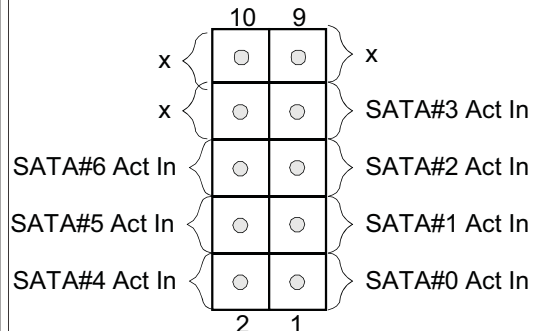 10 9
x x
x SATA#3 Act In
SATA#6 Act In SATA#2 Act In
SATA#5 Act In SATA#1 Act In
SATA#4 Act In SATA#0 Act In
2 1